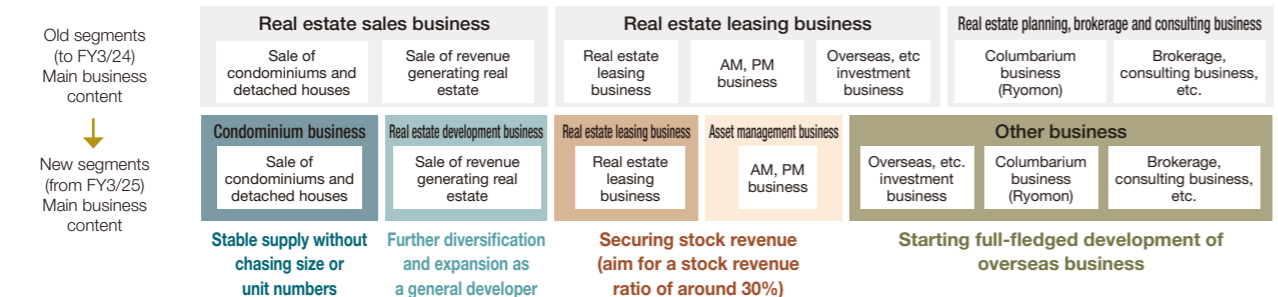 Old segments
(to FY3/24)
Main business
content
Real estate sales business
Sale of
condominiums and
detached houses
Sale of revenue
generating real
estate
Real estate leasing business
Real estate
leasing
business
AM, PM
business
Overseas, etc
investment
business
Real estate planning, brokerage and consulting business
Columbarium
business
(Ryomon)
Brokerage,
consulting business,
etc.
New segments
(from FY3/25)
Main business
content
Condominium business
Sale of
condominiums and
detached houses
Real estate development business
Sale of revenue
generating real
estate
Real estate leasing business
Real estate
leasing
business
Asset management business
AM, PM
business
Other business
Overseas, etc.
investment
business
Columbarium
business
(Ryomon)
Brokerage,
consulting business,
etc.
Stable supply without
chasing size or
unit numbers
Further diversification
and expansion as
a general developer
Securing stock revenue
(aim for a stock revenue
ratio of around 30%)
Starting full-fledged development of
overseas business